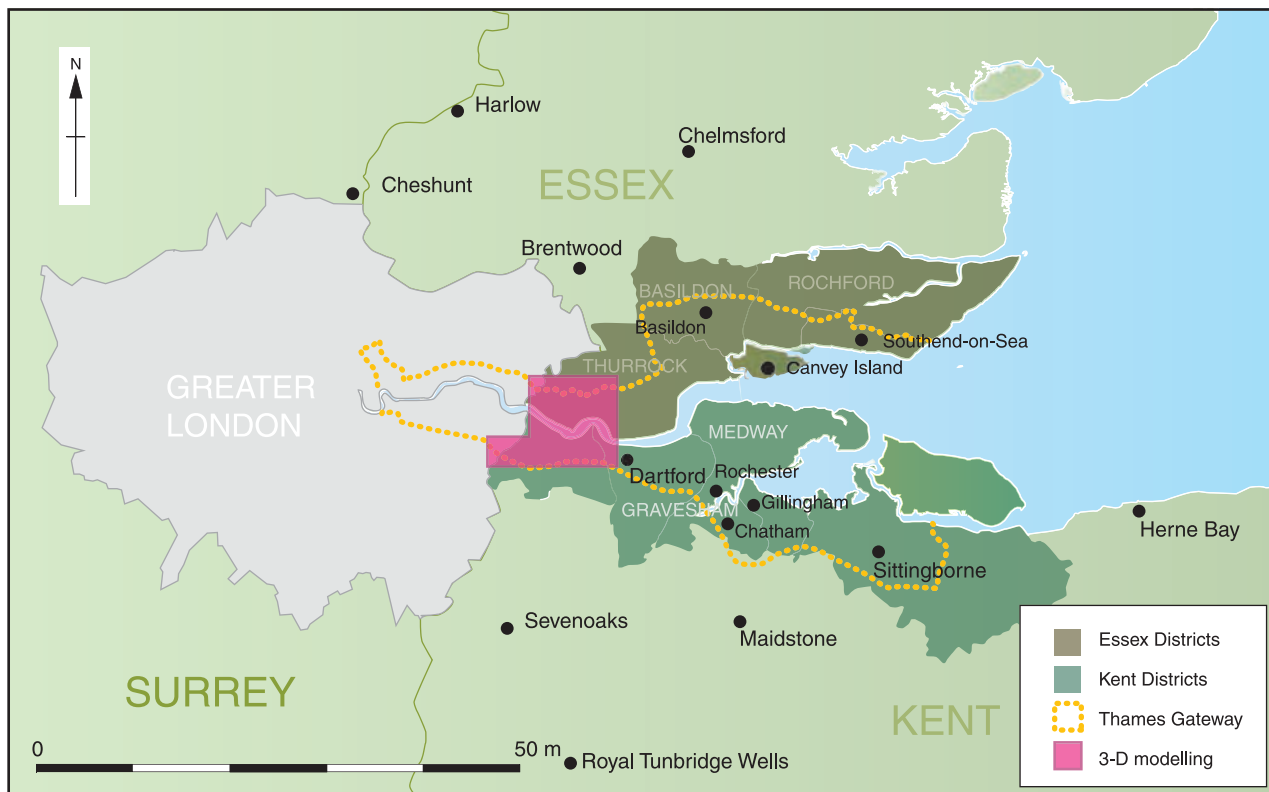 N
Harlow
Chelmsford
Cheshunt
ESSEX
Brentwood
ROCHFORD
BASILDON
Basildon
Southend-on-Sea
THURROCK
Canvey Island
GREATER
LONDON
MEDWAY
Dartford
Rochester
Gillingham
GRAVESHAM
Chatham
Herne Bay
Sittingborne
Sevenoaks
Maidstone
SURREY
KENT
Essex Districts
Kent Districts
Thames Gateway
3-D modelling
0
50 m
Royal Tunbridge Wells